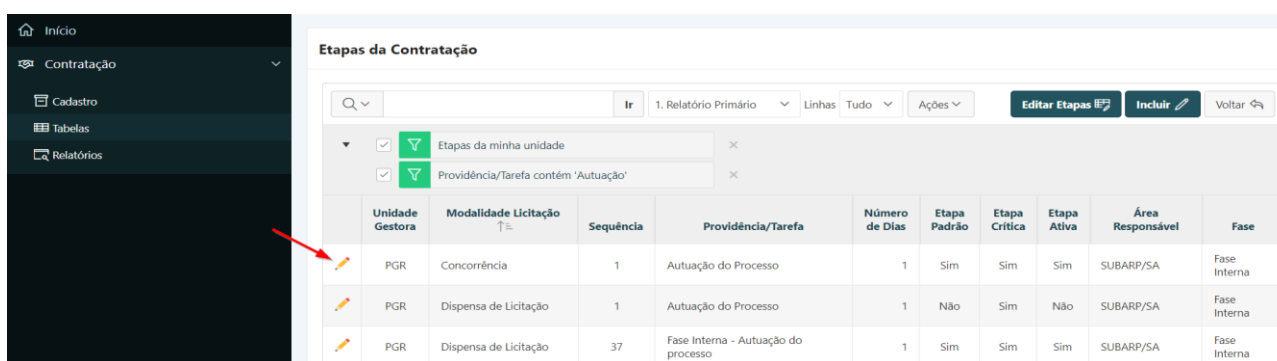 Início
Contratação
Cadastro
Tabelas
Relatórios
Etapas da Contratação
Ir 1. Relatório Primário Linhas Tudo Ações Editar Etapas Incluir Voltar
Etapas da minha unidade
Providência/Tarefa contém 'Autuação'
Unidade Gestora Modalidade Licitação Sequência Providência/Tarefa Número de Dias Etapa Padrão Etapa Crítica Etapa Ativa Área Responsável Fase
PGR Concorrência 1 Autuação do Processo 1 Sim Sim Sim SUBARP/SA Fase Interna
PGR Dispensa de Licitação 1 Autuação do Processo 1 Não Sim Não SUBARP/SA Fase Interna
PGR Dispensa de Licitação 37 Fase Interna - Autuação do processo 1 Sim Sim Sim SUBARP/SA Fase Interna